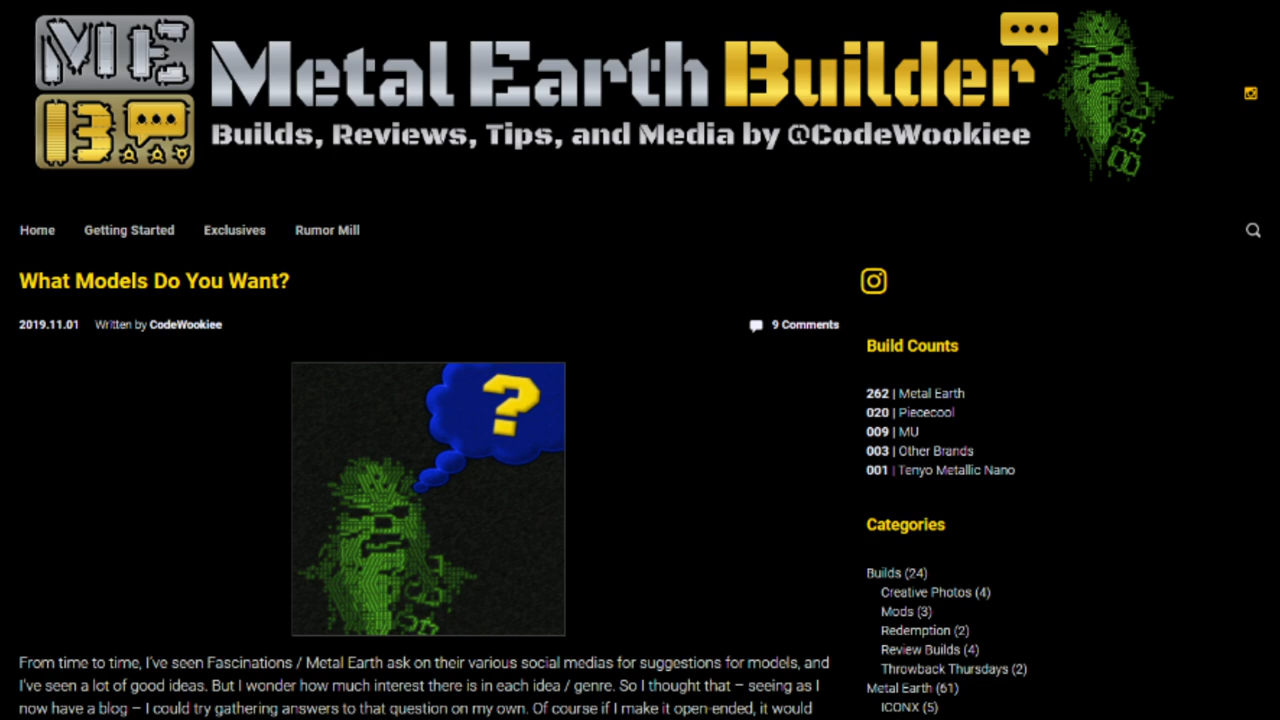 ME
B
Metal Earth Builder
Builds, Reviews, Tips, and Media by @CodeWookiee
Home Getting Started Exclusives Rumor Mill
What Models Do You Want?
2019.11.01 Written by CodeWookiee 9 Comments
?
From time to time, I've seen Fascinations / Metal Earth ask on their various social medias for suggestions for models, and
I've seen a lot of good ideas. But I wonder how much interest there is in each idea / genre. So I thought that – seeing as I
now have a blog – I could try gathering answers to that question on my own. Of course if I make it open-ended, it would
Build Counts
262 | Metal Earth
020 | Piececool
009 | MU
003 | Other Brands
001 | Tenyo Metallic Nano
Categories
Builds (24)
Creative Photos (4)
Mods (3)
Redemption (2)
Review Builds (4)
Throwback Thursdays (2)
Metal Earth (61)
ICONX (5)